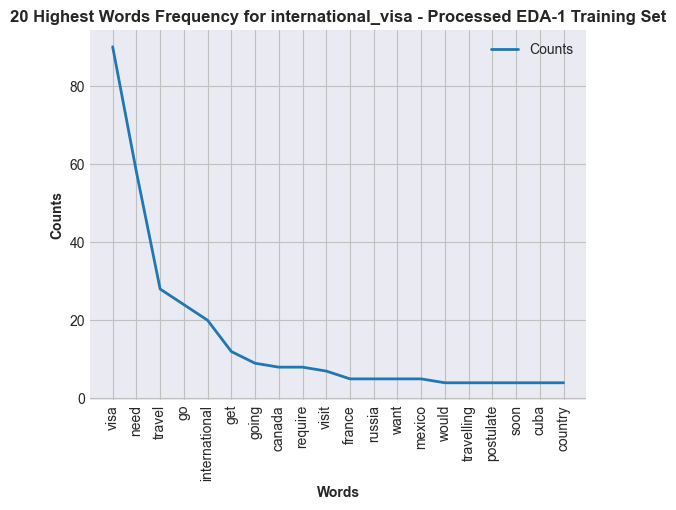 20 Highest Words Frequency for international_visa - Processed EDA-1 Training Set
Counts
Counts
80
60
40
20
0
visa
need
travel
go
international
get
going
canada
require
visit
france
russia
want
mexico
would
travelling
postulate
soon
cuba
country
Words